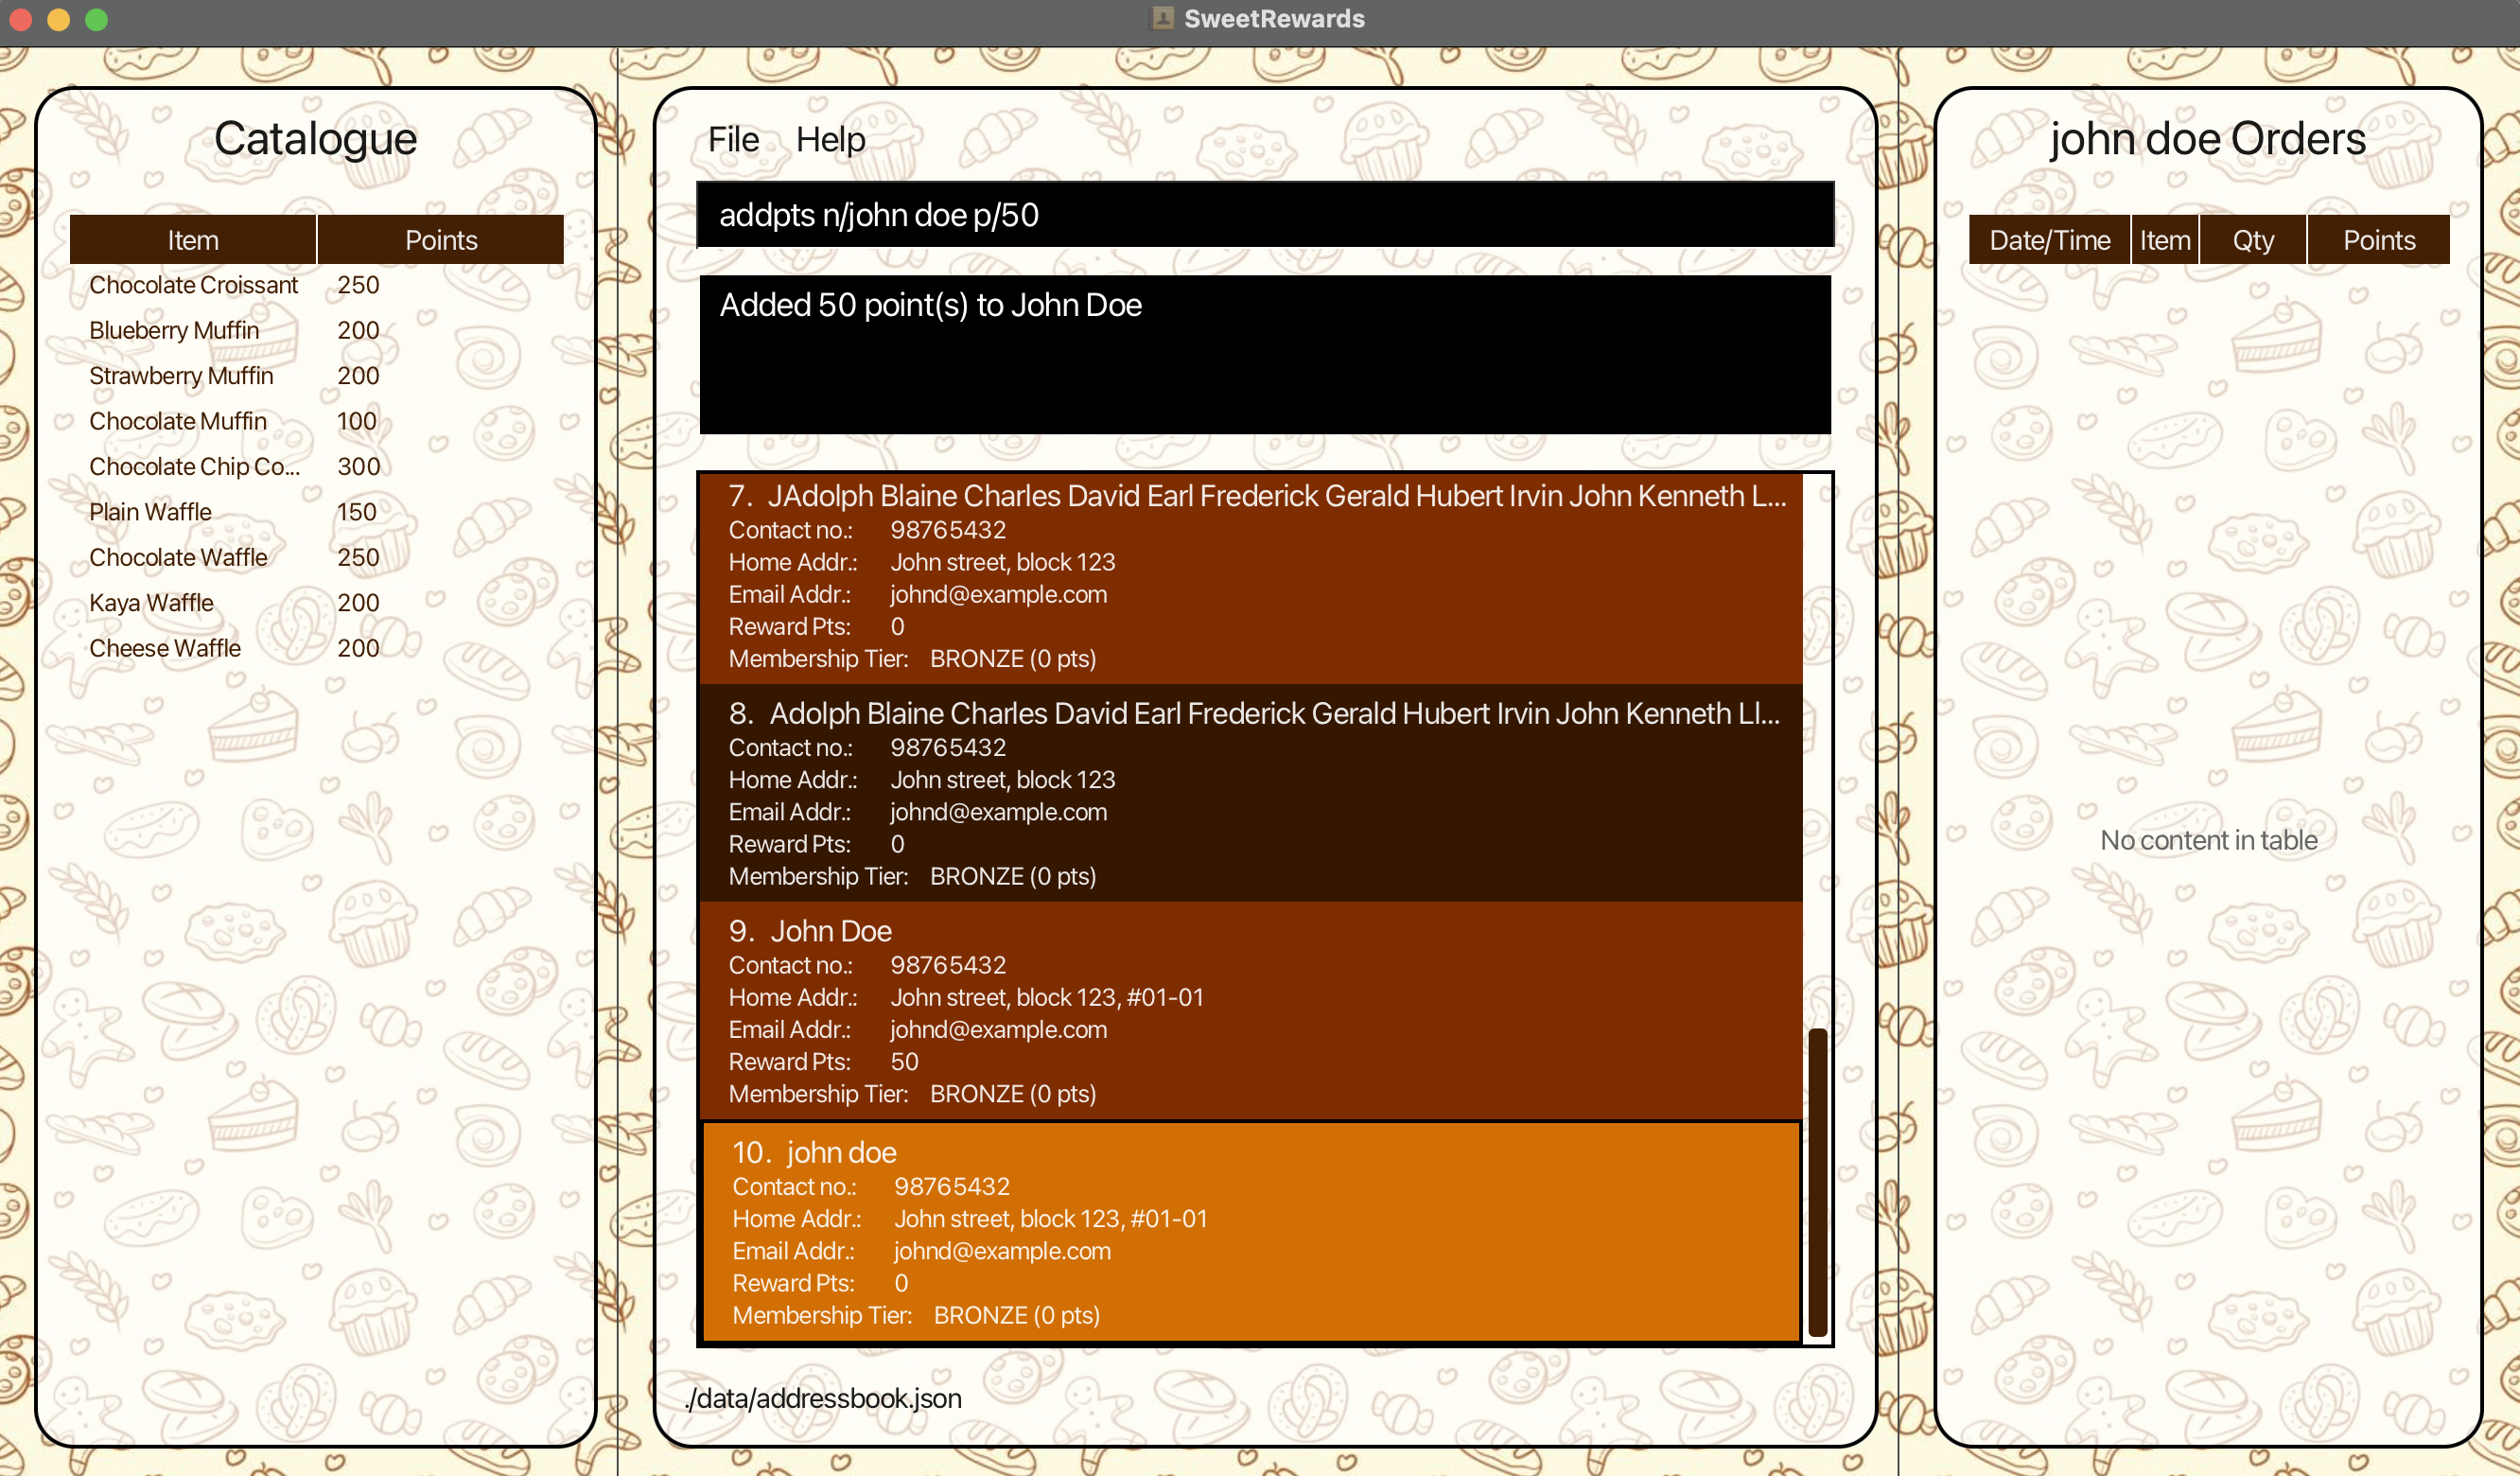 SweetRewards
Catalogue
Item Points
Chocolate Croissant 250
Blueberry Muffin 200
Strawberry Muffin 200
Chocolate Muffin 100
Chocolate Chip Co... 300
Plain Waffle 150
Chocolate Waffle 250
Kaya Waffle 200
Cheese Waffle 200
File Help
addpts n/john doe p/50
Added 50 point(s) to John Doe
7. JAdolph Blaine Charles David Earl Frederick Gerald Hubert Irvin John Kenneth L...
Contact no.: 98765432
Home Addr.: John street, block 123
Email Addr.: johnd@example.com
Reward Pts: 0
Membership Tier: BRONZE (0 pts)
8. Adolph Blaine Charles David Earl Frederick Gerald Hubert Irvin John Kenneth Ll...
Contact no.: 98765432
Home Addr.: John street, block 123
Email Addr.: johnd@example.com
Reward Pts: 0
Membership Tier: BRONZE (0 pts)
9. John Doe
Contact no.: 98765432
Home Addr.: John street, block 123, #01-01
Email Addr.: johnd@example.com
Reward Pts: 50
Membership Tier: BRONZE (0 pts)
10. john doe
Contact no.: 98765432
Home Addr.: John street, block 123, #01-01
Email Addr.: johnd@example.com
Reward Pts: 0
Membership Tier: BRONZE (0 pts)
./data/addressbook.json
john doe Orders
Date/Time Item Qty Points
No content in table